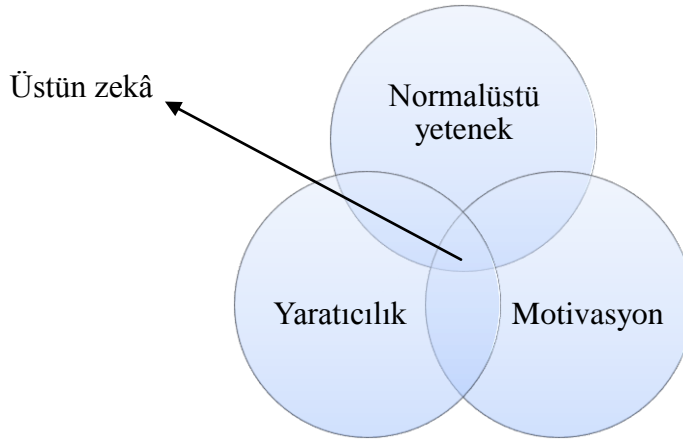 Üstün zekâ
Normalüstü
yetenek
Yaratıcılık
Motivasyon